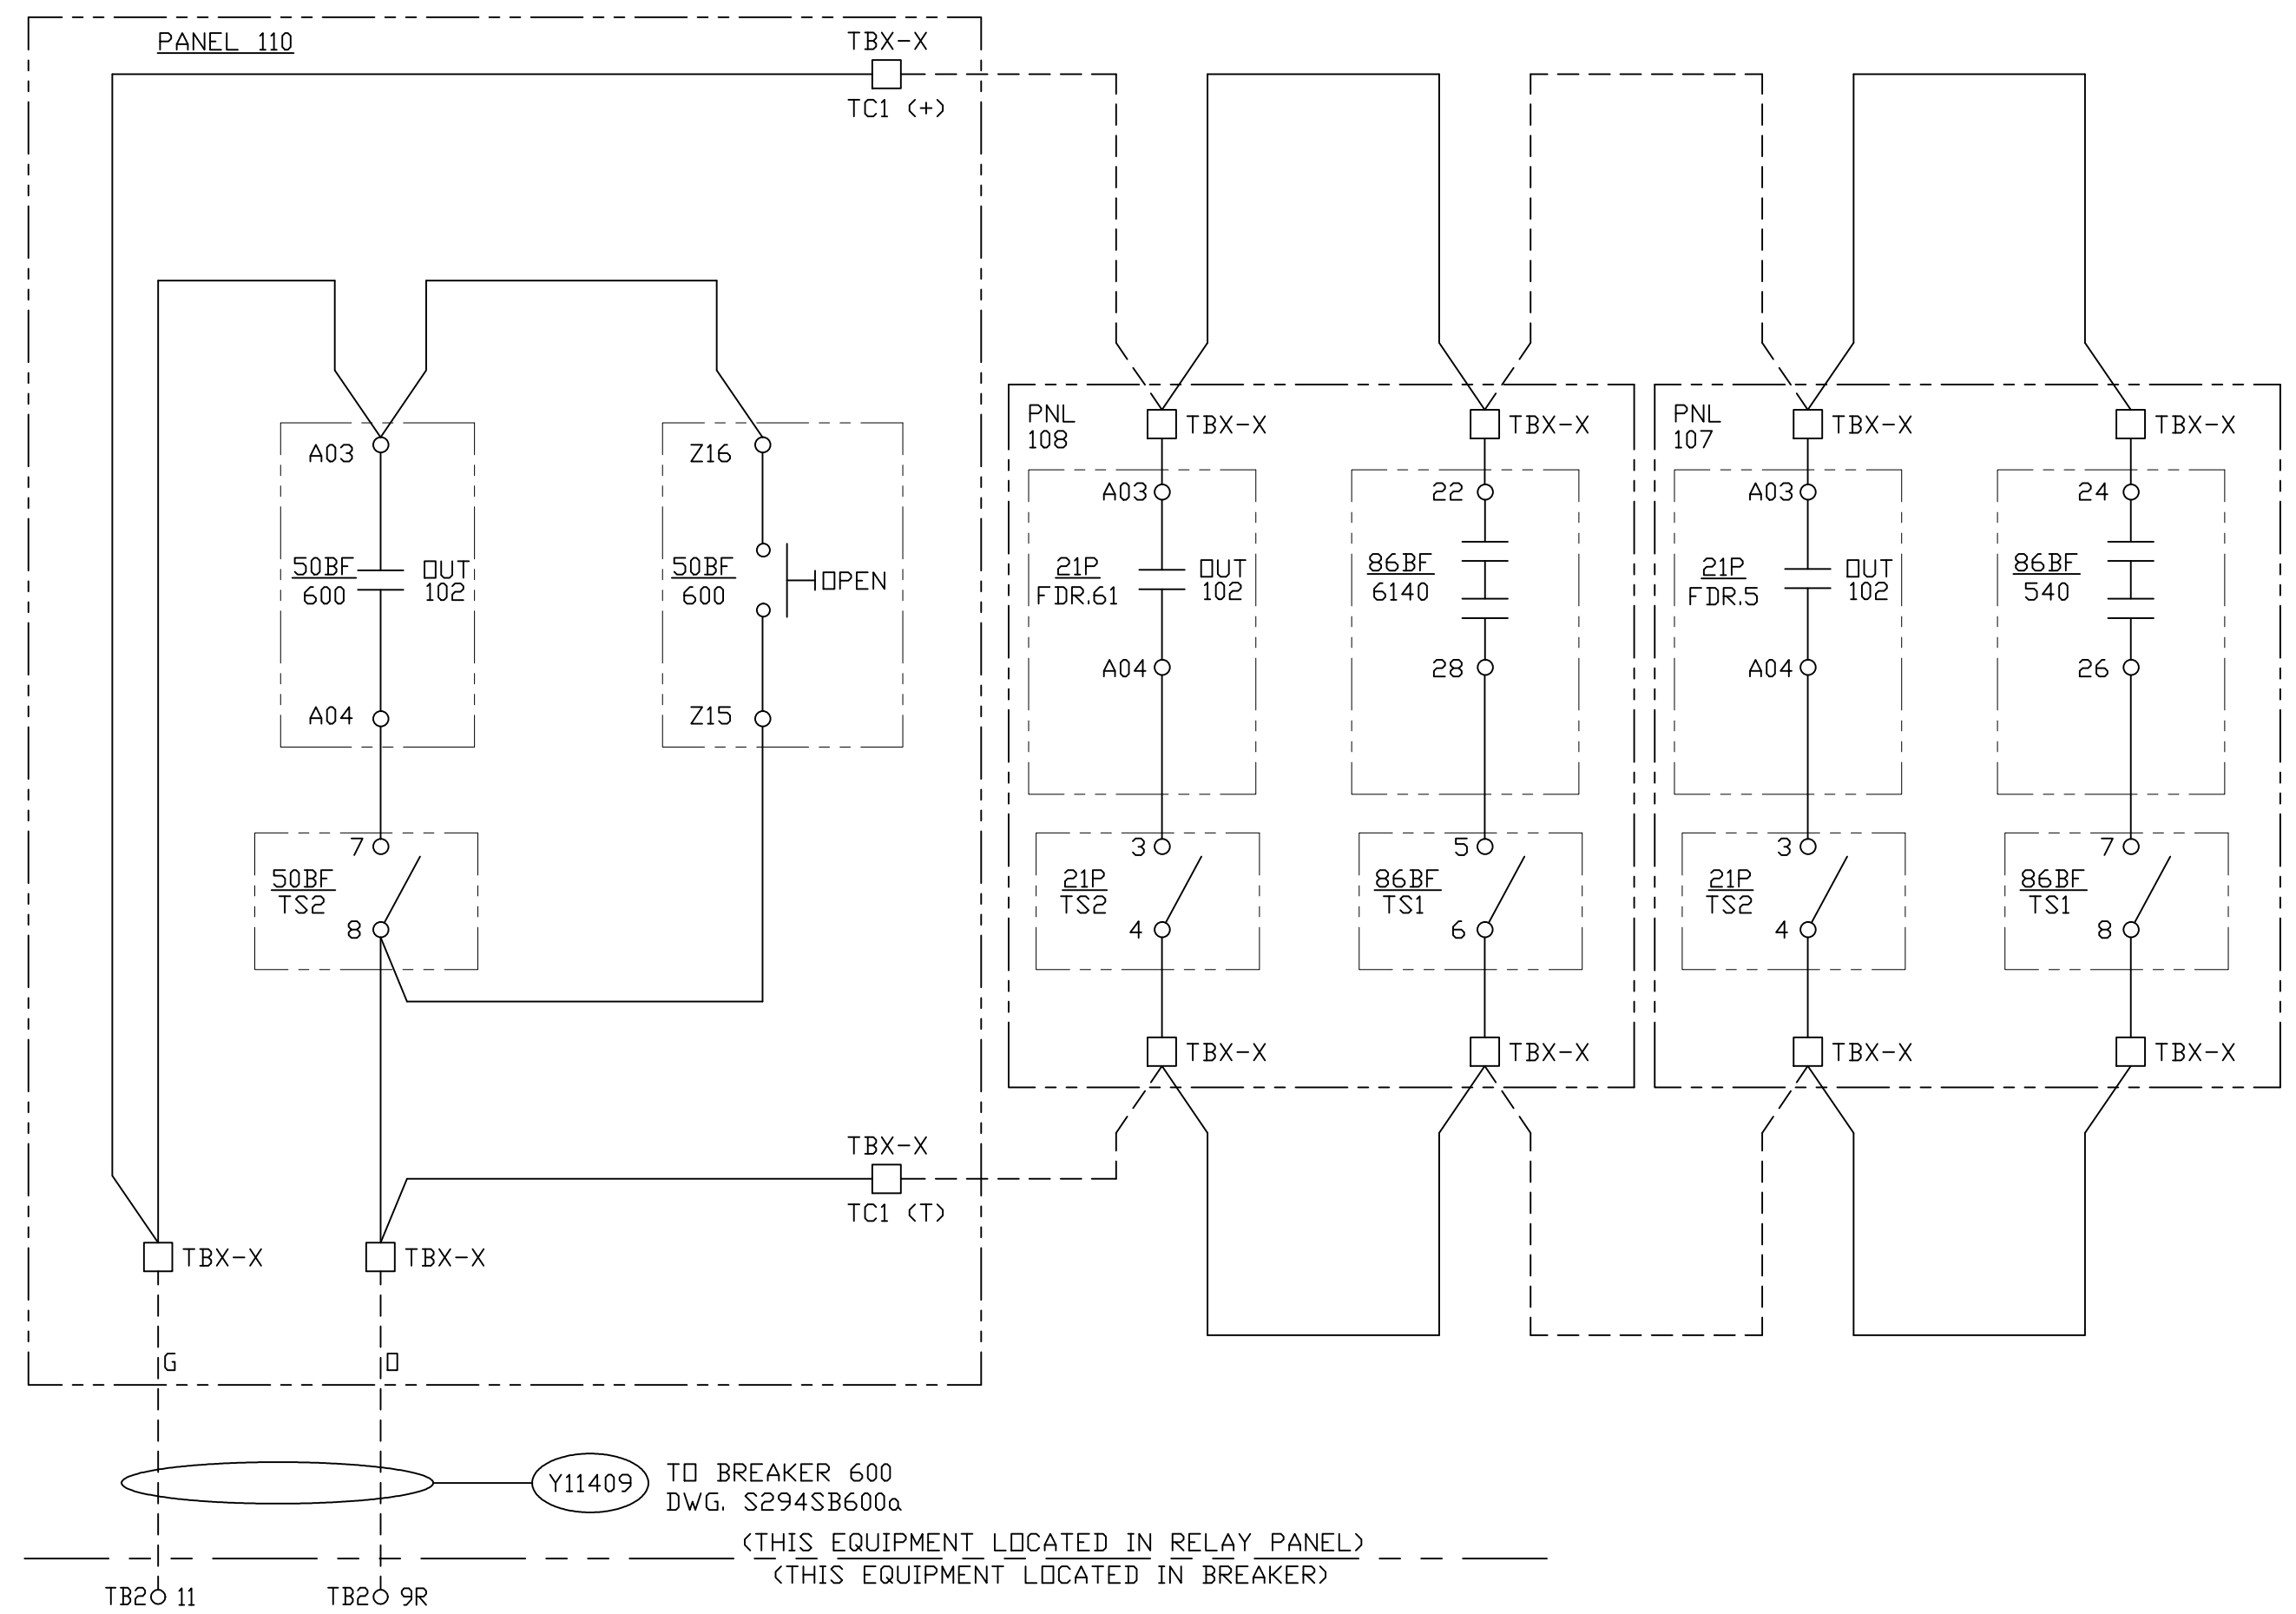 PANEL 110
TBX-X
TC1 (+)
A03
50BF
600
OUT
102
A04
Z16
50BF
600
OPEN
Z15
7
50BF
TS2
8
TBX-X
TC1 (T)
TBX-X
TBX-X
G
O
PNL
108
TBX-X
A03
21P
FDR.61
OUT
102
A04
3
21P
TS2
4
TBX-X
TBX-X
22
86BF
6140
28
5
86BF
TS1
6
TBX-X
PNL
107
TBX-X
A03
21P
FDR.5
OUT
102
A04
3
21P
TS2
4
TBX-X
TBX-X
24
86BF
540
26
7
86BF
TS1
8
TBX-X
Y11409
TO BREAKER 600
DWG. S294SB600a
(THIS EQUIPMENT LOCATED IN RELAY PANEL)
(THIS EQUIPMENT LOCATED IN BREAKER)
TB2 11
TB2 9R